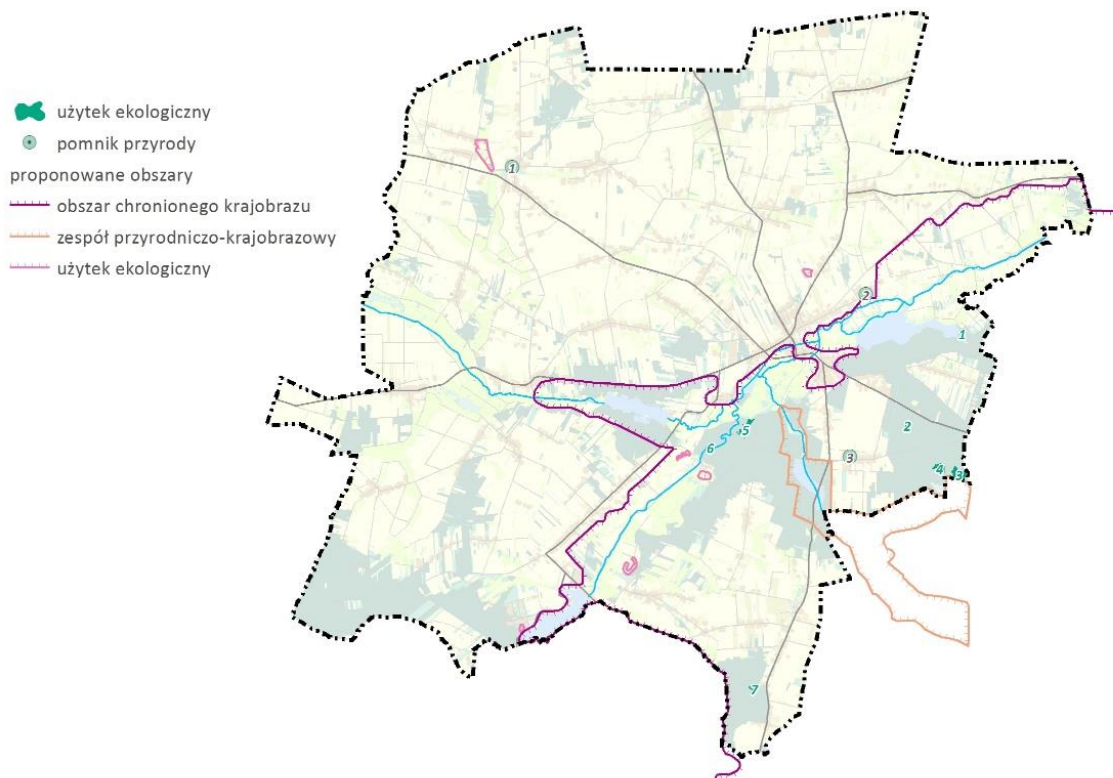 użytek ekologiczny
pomnik przyrody
proponowane obszary
obszar chronionego krajobrazu
zespół przyrodniczo-krajobrazowy
użytek ekologiczny
1
2
1
2
5
6
3
4
3
7